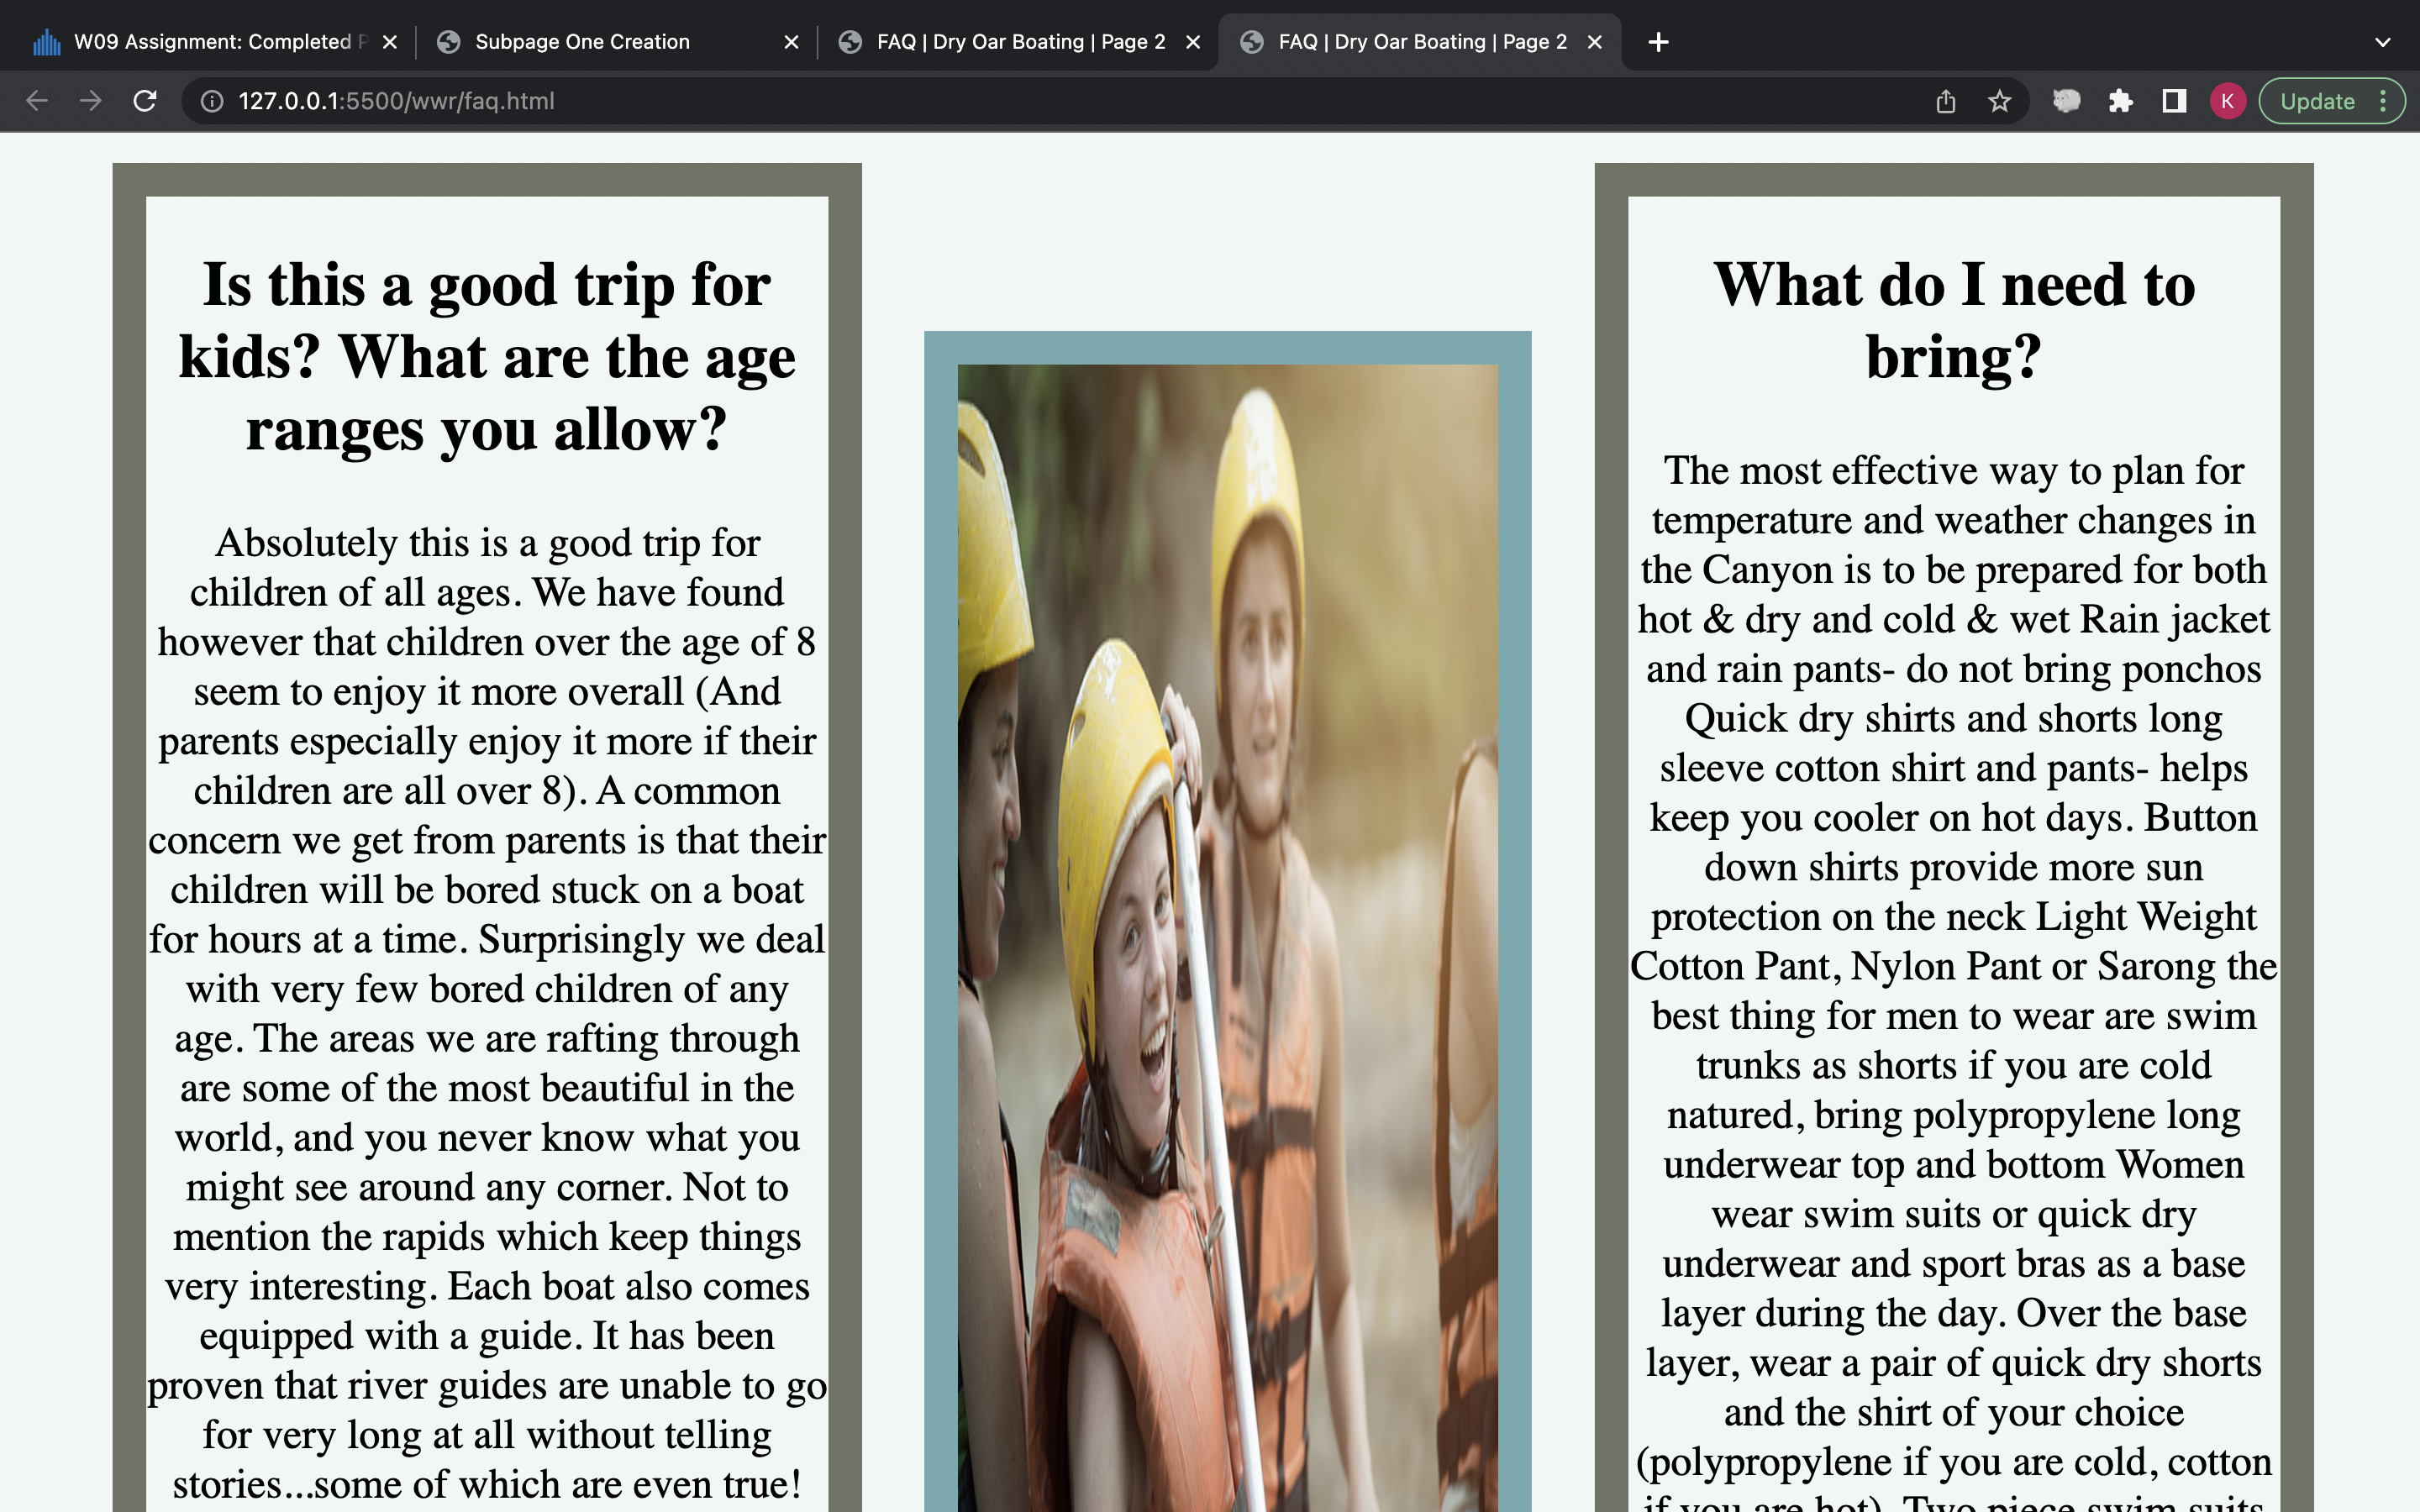 W09 Assignment: Completed P
Subpage One Creation
FAQ | Dry Oar Boating | Page 2
FAQ | Dry Oar Boating | Page 2
127.0.0.1:5500/wwr/faq.html
K
Update
Is this a good trip for
kids? What are the age
ranges you allow?
Absolutely this is a good trip for
children of all ages. We have found
however that children over the age of 8
seem to enjoy it more overall (And
parents especially enjoy it more if their
children are all over 8). A common
concern we get from parents is that their
children will be bored stuck on a boat
for hours at a time. Surprisingly we deal
with very few bored children of any
age. The areas we are rafting through
are some of the most beautiful in the
world, and you never know what you
might see around any corner. Not to
mention the rapids which keep things
very interesting. Each boat also comes
equipped with a guide. It has been
proven that river guides are unable to go
for very long at all without telling
stories...some of which are even true!
What do I need to
bring?
The most effective way to plan for
temperature and weather changes in
the Canyon is to be prepared for both
hot & dry and cold & wet Rain jacket
and rain pants- do not bring ponchos
Quick dry shirts and shorts long
sleeve cotton shirt and pants- helps
keep you cooler on hot days. Button
down shirts provide more sun
protection on the neck Light Weight
Cotton Pant, Nylon Pant or Sarong the
best thing for men to wear are swim
trunks as shorts if you are cold
natured, bring polypropylene long
underwear top and bottom Women
wear swim suits or quick dry
underwear and sport bras as a base
layer during the day. Over the base
layer, wear a pair of quick dry shorts
and the shirt of your choice
(polypropylene if you are cold, cotton
if you are hot). Two piece swim suits